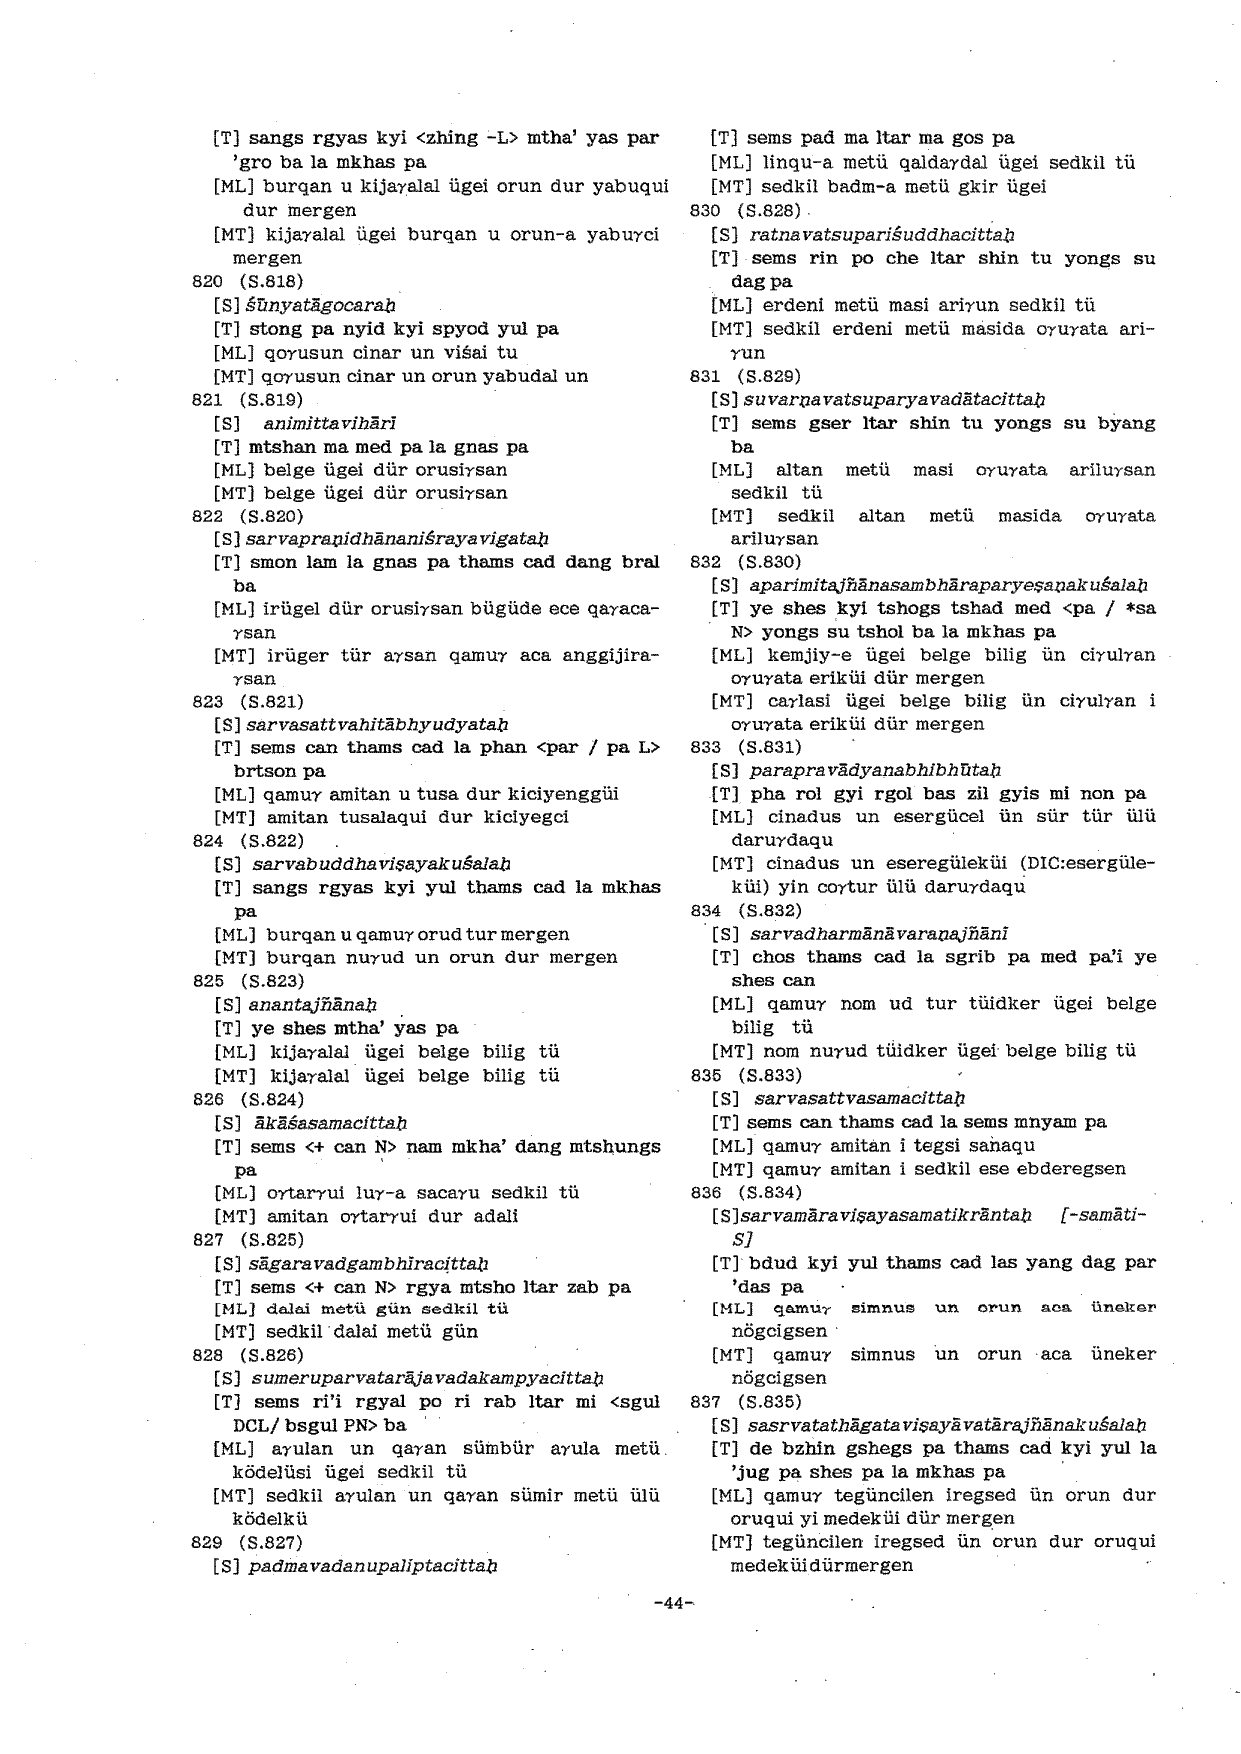 [T] sangs rgyas kyi <zhing -L> mtha' yas par
'gro ba la mkhas pa
[ML] burqan u kijaγalal ügei orun dur yabuqui
dur mergen
[MT] kijaγalal ügei burqan u orun-a yabuγci
mergen
820 (S.818)
[S] śūnyatāgocaraḥ
[T] stong pa nyid kyi spyod yul pa
[ML] qoγusun cinar un viśai tu
[MT] qoγusun cinar un orun yabudal un
821 (S.819)
[S] animittavihārī
[T] mtshan ma med pa la gnas pa
[ML] belge ügei dür orusiγsan
[MT] belge ügei dür orusiγsan
822 (S.820)
[S] sarvapraṇidhānaniśrayavigataḥ
[T] smon lam la gnas pa thams cad dang bral
ba
[ML] irügel dür orusiγsan bügüde ece qaγaca-
γsan
[MT] irüger tür aγsan qamuγ aca anggijira-
γsan
823 (S.821)
[S] sarvasattvahitābhyudyataḥ
[T] sems can thams cad la phan <par / pa L>
brtson pa
[ML] qamuγ amitan u tusa dur kiciyenggüi
[MT] amitan tusalaqui dur kiciyegci
824 (S.822)
[S] sarvabuddhaviṣayakuśalaḥ
[T] sangs rgyas kyi yul thams cad la mkhas
pa
[ML] burqan u qamuγ orud tur mergen
[MT] burqan nuγud un orun dur mergen
825 (S.823)
[S] anantajñānaḥ
[T] ye shes mtha' yas pa
[ML] kijaγalal ügei belge bilig tü
[MT] kijaγalal ügei belge bilig tü
826 (S.824)
[S] ākāśasamacittaḥ
[T] sems <+ can N> nam mkha' dang mtshungs
pa
[ML] oγtarγui luγ-a sacaγu sedkil tü
[MT] amitan oγtarγui dur adali
827 (S.825)
[S] sāgaravadgambhīracittaḥ
[T] sems <+ can N> rgya mtsho ltar zab pa
[ML] dalai metü gün sedkil tü
[MT] sedkil dalai metü gün
828 (S.826)
[S] sumeruparvatarājavadakampyacittaḥ
[T] sems ri'i rgyal po ri rab ltar mi <sgul
DCL/ bsgul PN> ba
[ML] aγulan un qaγan sümbür aγula metü
ködelüsi ügei sedkil tü
[MT] sedkil aγulan un qaγan sümir metü ülü
ködelkü
829 (S.827)
[S] padmavadanupaliptacittaḥ
[T] sems pad ma ltar ma gos pa
[ML] linqu-a metü qaldaγdal ügei sedkil tü
[MT] sedkil badm-a metü gkir ügei
830 (S.828)
[S] ratnavatsupariśuddhacittaḥ
[T] sems rin po che ltar shin tu yongs su
dag pa
[ML] erdeni metü masi ariγun sedkil tü
[MT] sedkil erdeni metü masida oγuγata ari-
γun
831 (S.829)
[S] suvarṇavatsuparyavadātacittaḥ
[T] sems gser ltar shin tu yongs su byang
ba
[ML] altan metü masi oγuγata ariluγsan
sedkil tü
[MT] sedkil altan metü masida oγuγata
ariluγsan
832 (S.830)
[S] aparimitajñānasambhāraparyeṣaṇakuśalaḥ
[T] ye shes kyi tshogs tshad med <pa / *sa
N> yongs su tshol ba la mkhas pa
[ML] kemjiy-e ügei belge bilig ün ciγulγan
oγuγata eriküi dür mergen
[MT] caγlasi ügei belge bilig ün ciγulγan i
oγuγata eriküi dür mergen
833 (S.831)
[S] parapravādyanabhibhūtaḥ
[T] pha rol gyi rgol bas zil gyis mi non pa
[ML] cinadus un esergücel ün sür tür ülü
daruγdaqu
[MT] cinadus un eseregüleküi (DIC:esergüle-
küi) yin coγtur ülü daruγdaqu
834 (S.832)
[S] sarvadharmānāvaraṇajñānī
[T] chos thams cad la sgrib pa med pa'i ye
shes can
[ML] qamuγ nom ud tur tüidker ügei belge
bilig tü
[MT] nom nuγud tüidker ügei belge bilig tü
835 (S.833)
[S] sarvasattvasamacittaḥ
[T] sems can thams cad la sems mnyam pa
[ML] qamuγ amitan i tegsi sanaqu
[MT] qamuγ amitan i sedkil ese ebderegsen
836 (S.834)
[S]sarvamāraviṣayasamatikrāntaḥ [-samāti-
S]
[T] bdud kyi yul thams cad las yang dag par
'das pa
[ML] qamuγ simnus un orun aca üneker
nögcigsen
[MT] qamuγ simnus un orun aca üneker
nögcigsen
837 (S.835)
[S] sasrvatathāgataviṣayāvatārajñānakuśalaḥ
[T] de bzhin gshegs pa thams cad kyi yul la
'jug pa shes pa la mkhas pa
[ML] qamuγ tegüncilen iregsed ün orun dur
oruqui yi medeküi dür mergen
[MT] tegüncilen iregsed ün orun dur oruqui
medeküidürmergen
-44-